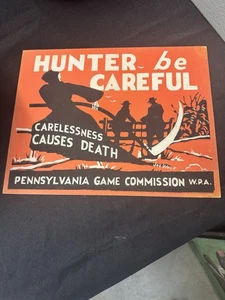 HUNTER - be
CAREFUL
CARELESSNESS
CAUSES DEATH
PENNSYLVANIA GAME COMMISSION W.P.A.